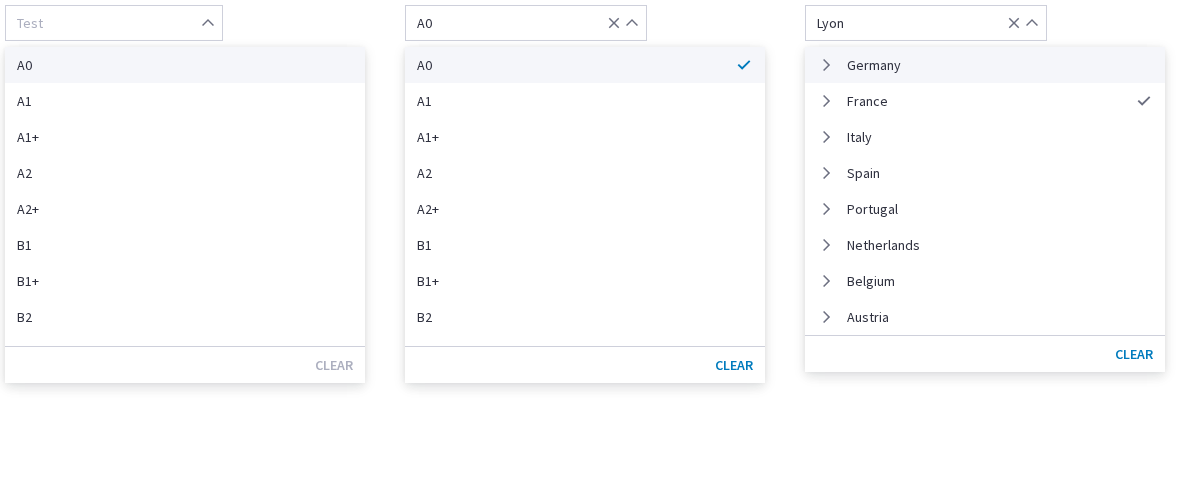 Test
A0
A1
A1+
A2
A2+
B1
B1+
B2
CLEAR
A0
A0
A1
A1+
A2
A2+
B1
B1+
B2
CLEAR
Lyon
Germany
France
Italy
Spain
Portugal
Netherlands
Belgium
Austria
CLEAR